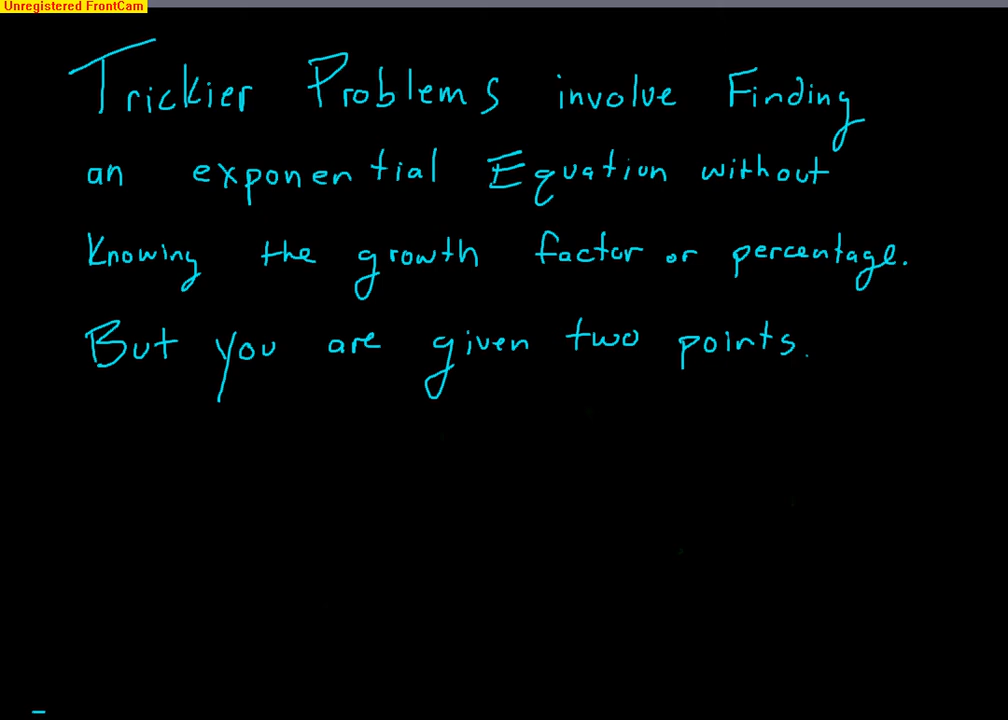 Unregistered FrontCam
Trickier Problems involve Finding
an exponential Equation without
Knowing the growth factor or percentage.
But you are given two points.